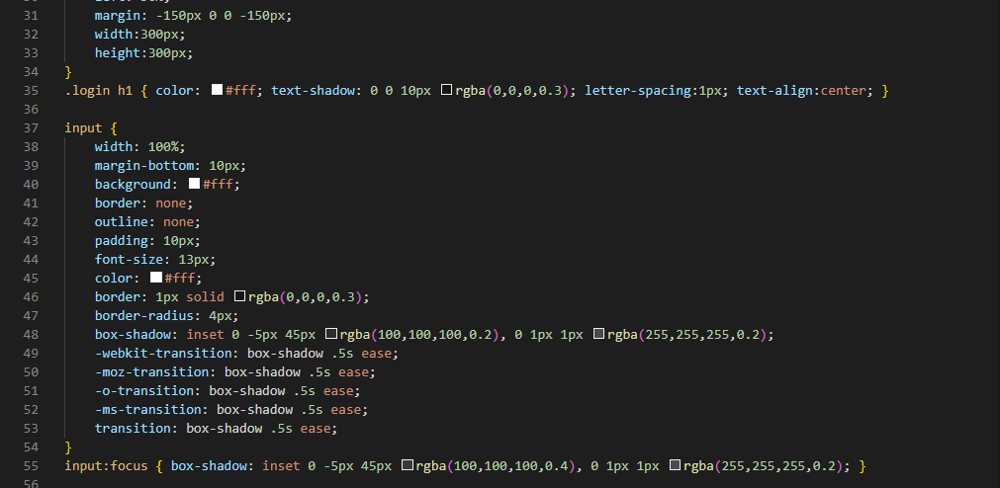 31 margin: -150px 0 0 -150px;
32 width:300px;
33 height:300px;
34 }
35 .login h1 { color: #fff; text-shadow: 0 0 10px rgba(0,0,0,0.3); letter-spacing:1px; text-align:center; }
36
37 input {
38 width: 100%;
39 margin-bottom: 10px;
40 background: #fff;
41 border: none;
42 outline: none;
43 padding: 10px;
44 font-size: 13px;
45 color: #fff;
46 border: 1px solid rgba(0,0,0,0.3);
47 border-radius: 4px;
48 box-shadow: inset 0 -5px 45px rgba(100,100,100,0.2), 0 1px 1px rgba(255,255,255,0.2);
49 -webkit-transition: box-shadow .5s ease;
50 -moz-transition: box-shadow .5s ease;
51 -o-transition: box-shadow .5s ease;
52 -ms-transition: box-shadow .5s ease;
53 transition: box-shadow .5s ease;
54 }
55 input:focus { box-shadow: inset 0 -5px 45px rgba(100,100,100,0.4), 0 1px 1px rgba(255,255,255,0.2); }
56